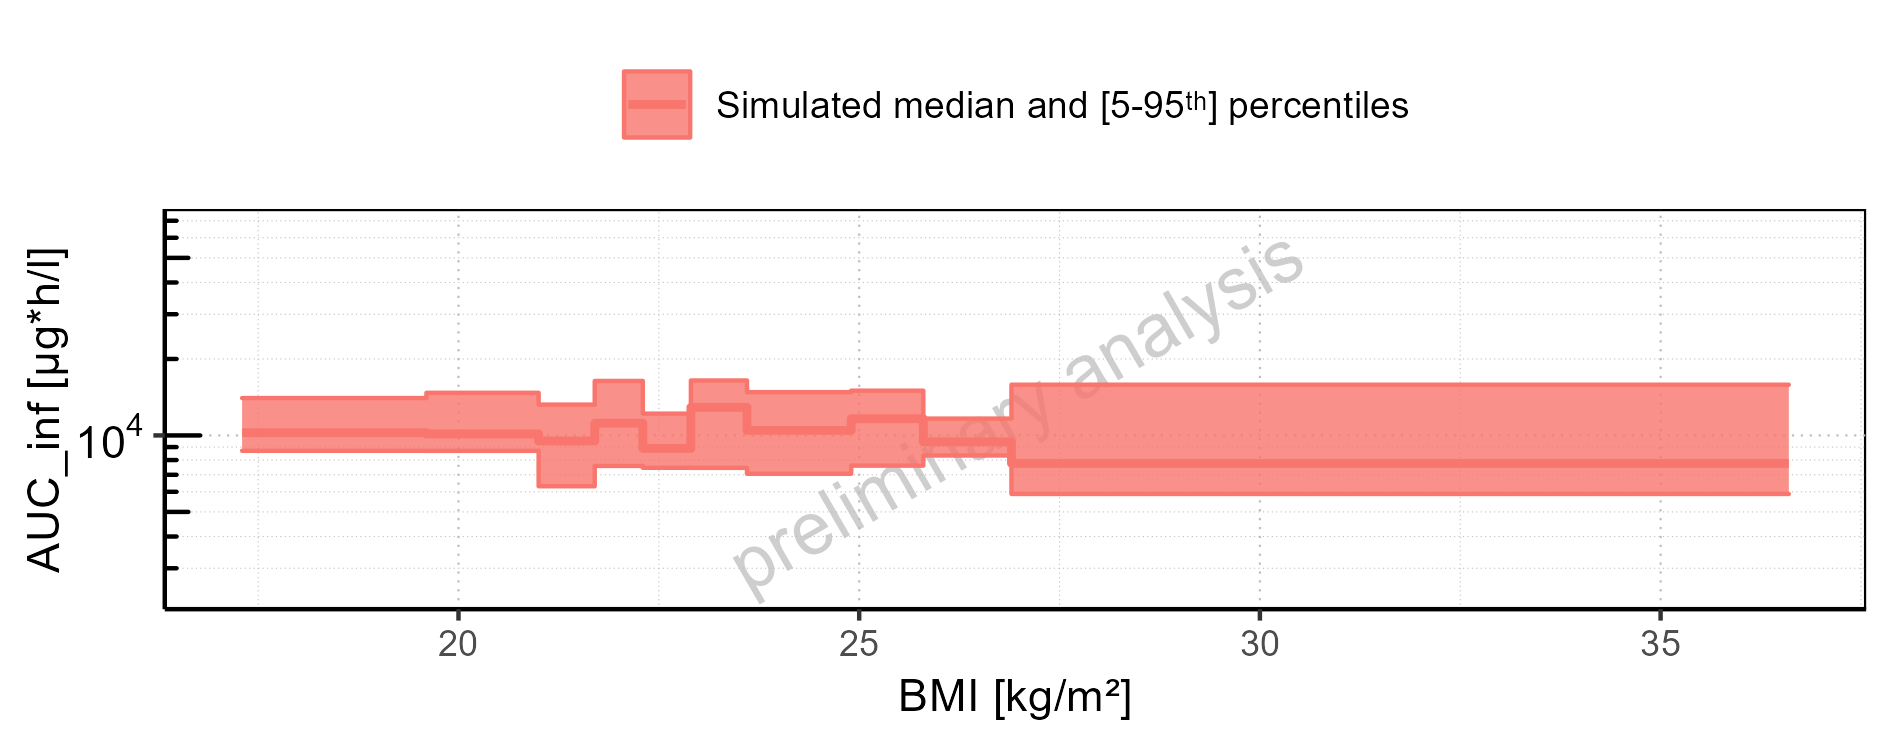 Simulated median and [5-95th] percentiles
AUC_inf [µg*h/l]
10^4
preliminary analysis
20 25 30 35
BMI [kg/m²]